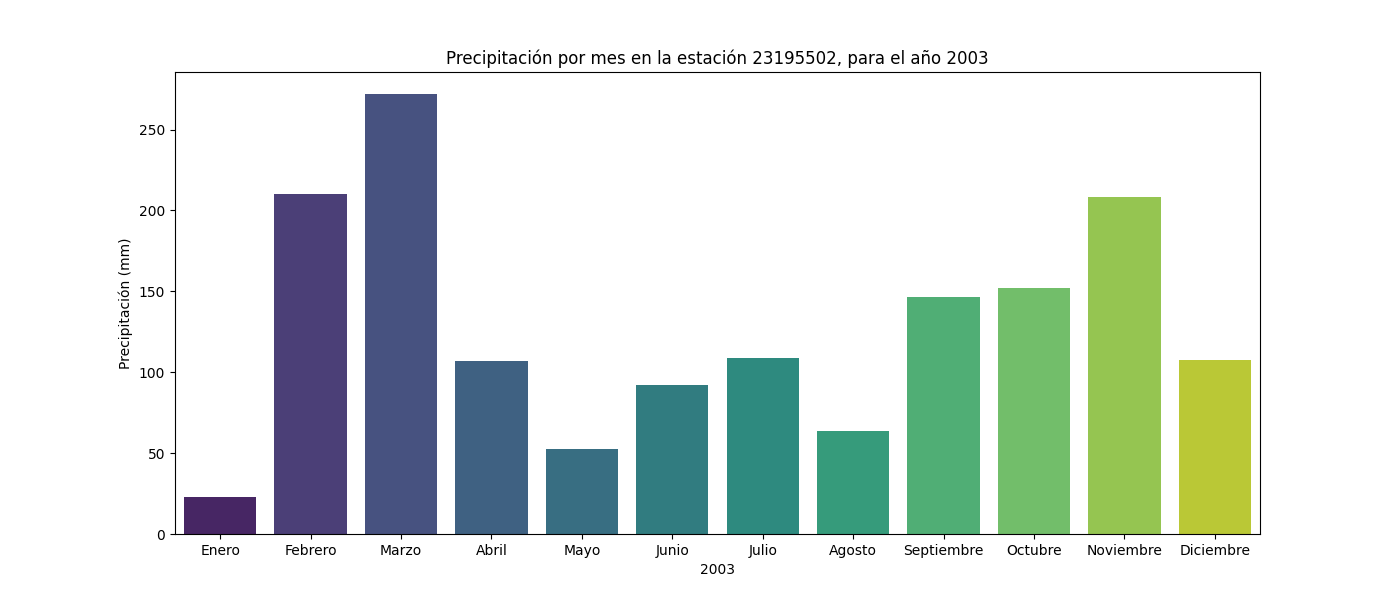 Precipitación por mes en la estación 23195502, para el año 2003
Precipitación (mm)
250
200
150
100
50
0
Enero Febrero Marzo Abril Mayo Junio Julio Agosto Septiembre Octubre Noviembre Diciembre
2003